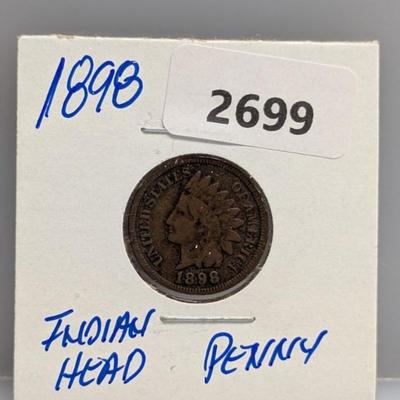 1898
2699
UNITED STATES OF AMERICA
1898
INDIAN
HEAD PENNY